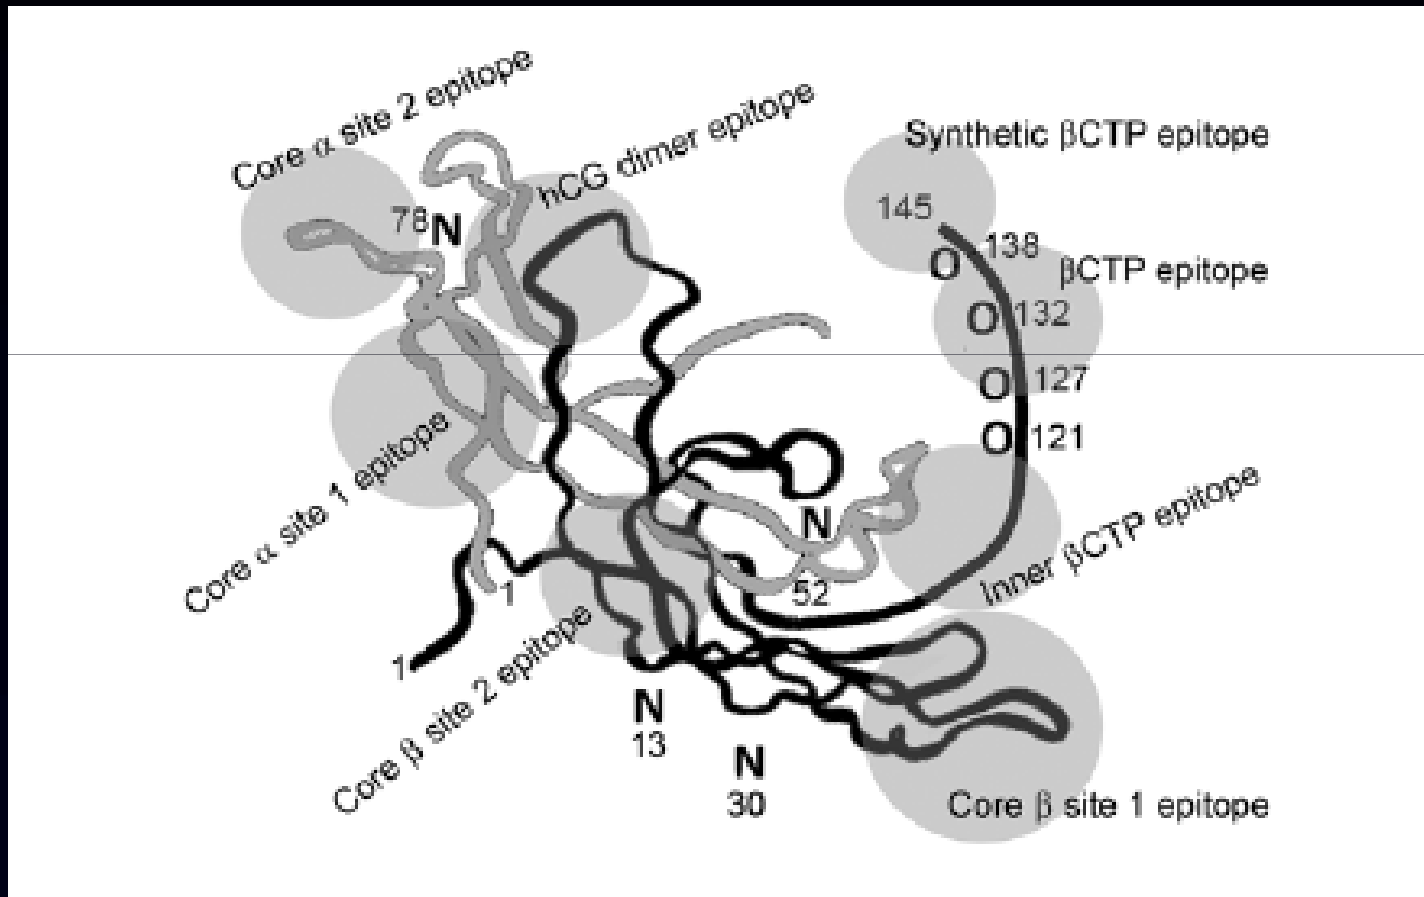 Core α site 2 epitope
hCG dimer epitope
Synthetic βCTP epitope
78N
145
O 138
βCTP epitope
O 132
O 127
O 121
Core α site 1 epitope
N
52
Inner βCTP epitope
1
1
Core β site 2 epitope
N
13
N
30
Core β site 1 epitope